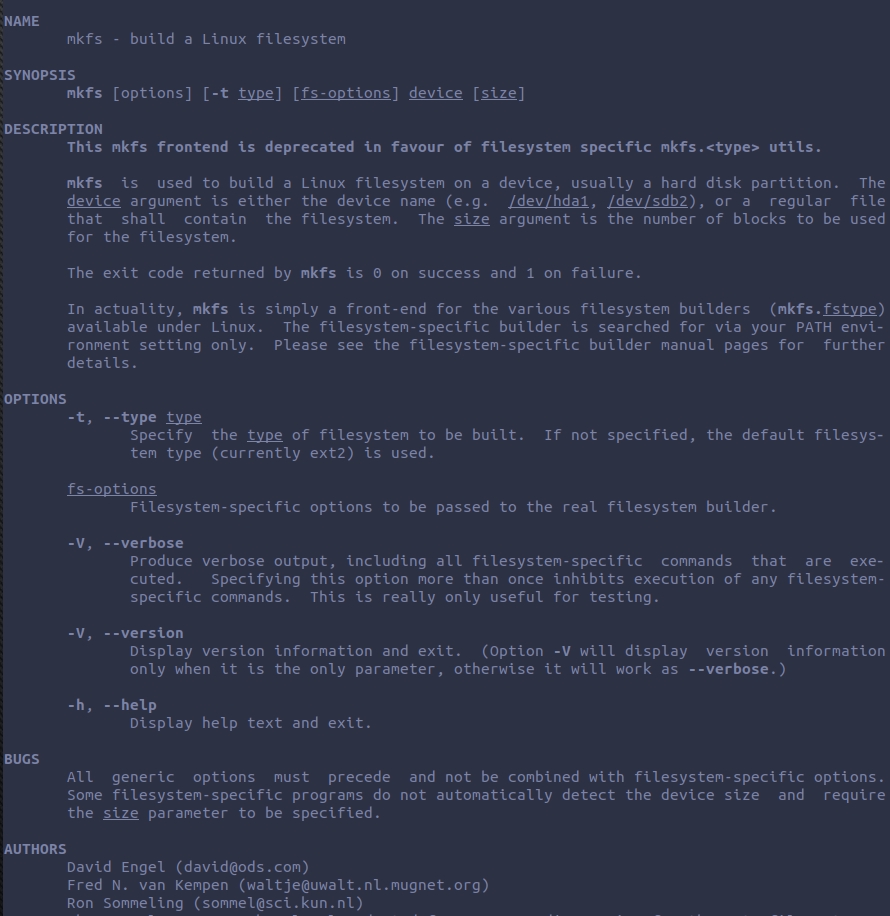 NAME
mkfs - build a Linux filesystem
SYNOPSIS
mkfs [options] [-t type] [fs-options] device [size]
DESCRIPTION
This mkfs frontend is deprecated in favour of filesystem specific mkfs.<type> utils.
mkfs is used to build a Linux filesystem on a device, usually a hard disk partition. The
device argument is either the device name (e.g. /dev/hda1, /dev/sdb2), or a regular file
that shall contain the filesystem. The size argument is the number of blocks to be used
for the filesystem.
The exit code returned by mkfs is 0 on success and 1 on failure.
In actuality, mkfs is simply a front-end for the various filesystem builders (mkfs.fstype)
available under Linux. The filesystem-specific builder is searched for via your PATH envi-
ronment setting only. Please see the filesystem-specific builder manual pages for further
details.
OPTIONS
-t, --type type
Specify the type of filesystem to be built. If not specified, the default filesys-
tem type (currently ext2) is used.
fs-options
Filesystem-specific options to be passed to the real filesystem builder.
-V, --verbose
Produce verbose output, including all filesystem-specific commands that are exe-
cuted. Specifying this option more than once inhibits execution of any filesystem-
specific commands. This is really only useful for testing.
-V, --version
Display version information and exit. (Option -V will display version information
only when it is the only parameter, otherwise it will work as --verbose.)
-h, --help
Display help text and exit.
BUGS
All generic options must precede and not be combined with filesystem-specific options.
Some filesystem-specific programs do not automatically detect the device size and require
the size parameter to be specified.
AUTHORS
David Engel (david@ods.com)
Fred N. van Kempen (waltje@uwalt.nl.mugnet.org)
Ron Sommeling (sommel@sci.kun.nl)